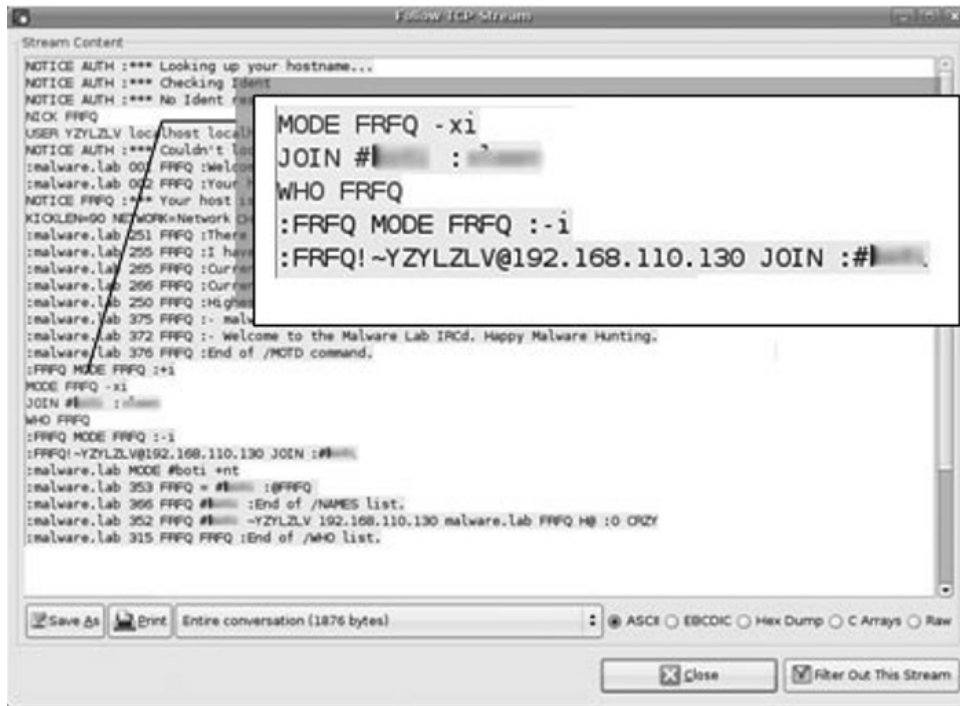 Follow TCP Stream
Stream Content
NOTICE AUTH :*** Looking up your hostname...
NOTICE AUTH :*** Checking Ident
NOTICE AUTH :*** No Ident
NICK FRFQ
USER YZYLZLV localhost
NOTICE AUTH :*** Couldn't
:malware.lab 001 FRFQ
:malware.lab 002 FRFQ :Your
NOTICE FRFQ :*** Your host
KICKLEN=90 NETWORK=Network
:malware.lab 251 FRFQ :There
:malware.lab 255 FRFQ :I
:malware.lab 265 FRFQ
:malware.lab 266 FRFQ
:malware.lab 250 FRFQ
:malware.lab 375 FRFQ :-
:malware.lab 372 FRFQ :- Welcome to the Malware Lab IRCd. Happy Malware Hunting.
:malware.lab 376 FRFQ :End of /MOTD command.
:FRFQ MODE FRFQ :+i
MODE FRFQ -xi
JOIN # :
WHO FRFQ
:FRFQ MODE FRFQ :-i
:FRFQ!~YZYLZLV@192.168.110.130 JOIN :#
:malware.lab MODE #boti +nt
:malware.lab 353 FRFQ = # :@FRFQ
:malware.lab 366 FRFQ # :End of /NAMES list.
:malware.lab 352 FRFQ # ~YZYLZLV 192.168.110.130 malware.lab FRFQ H@ :0 CRZY
:malware.lab 315 FRFQ FRFQ :End of /WHO list.
MODE FRFQ -xi
JOIN # :
WHO FRFQ
:FRFQ MODE FRFQ :-i
:FRFQ!~YZYLZLV@192.168.110.130 JOIN :#
Save As Print Entire conversation (1876 bytes) ASCII EBCDIC Hex Dump C Arrays Raw
Close Filter Out This Stream